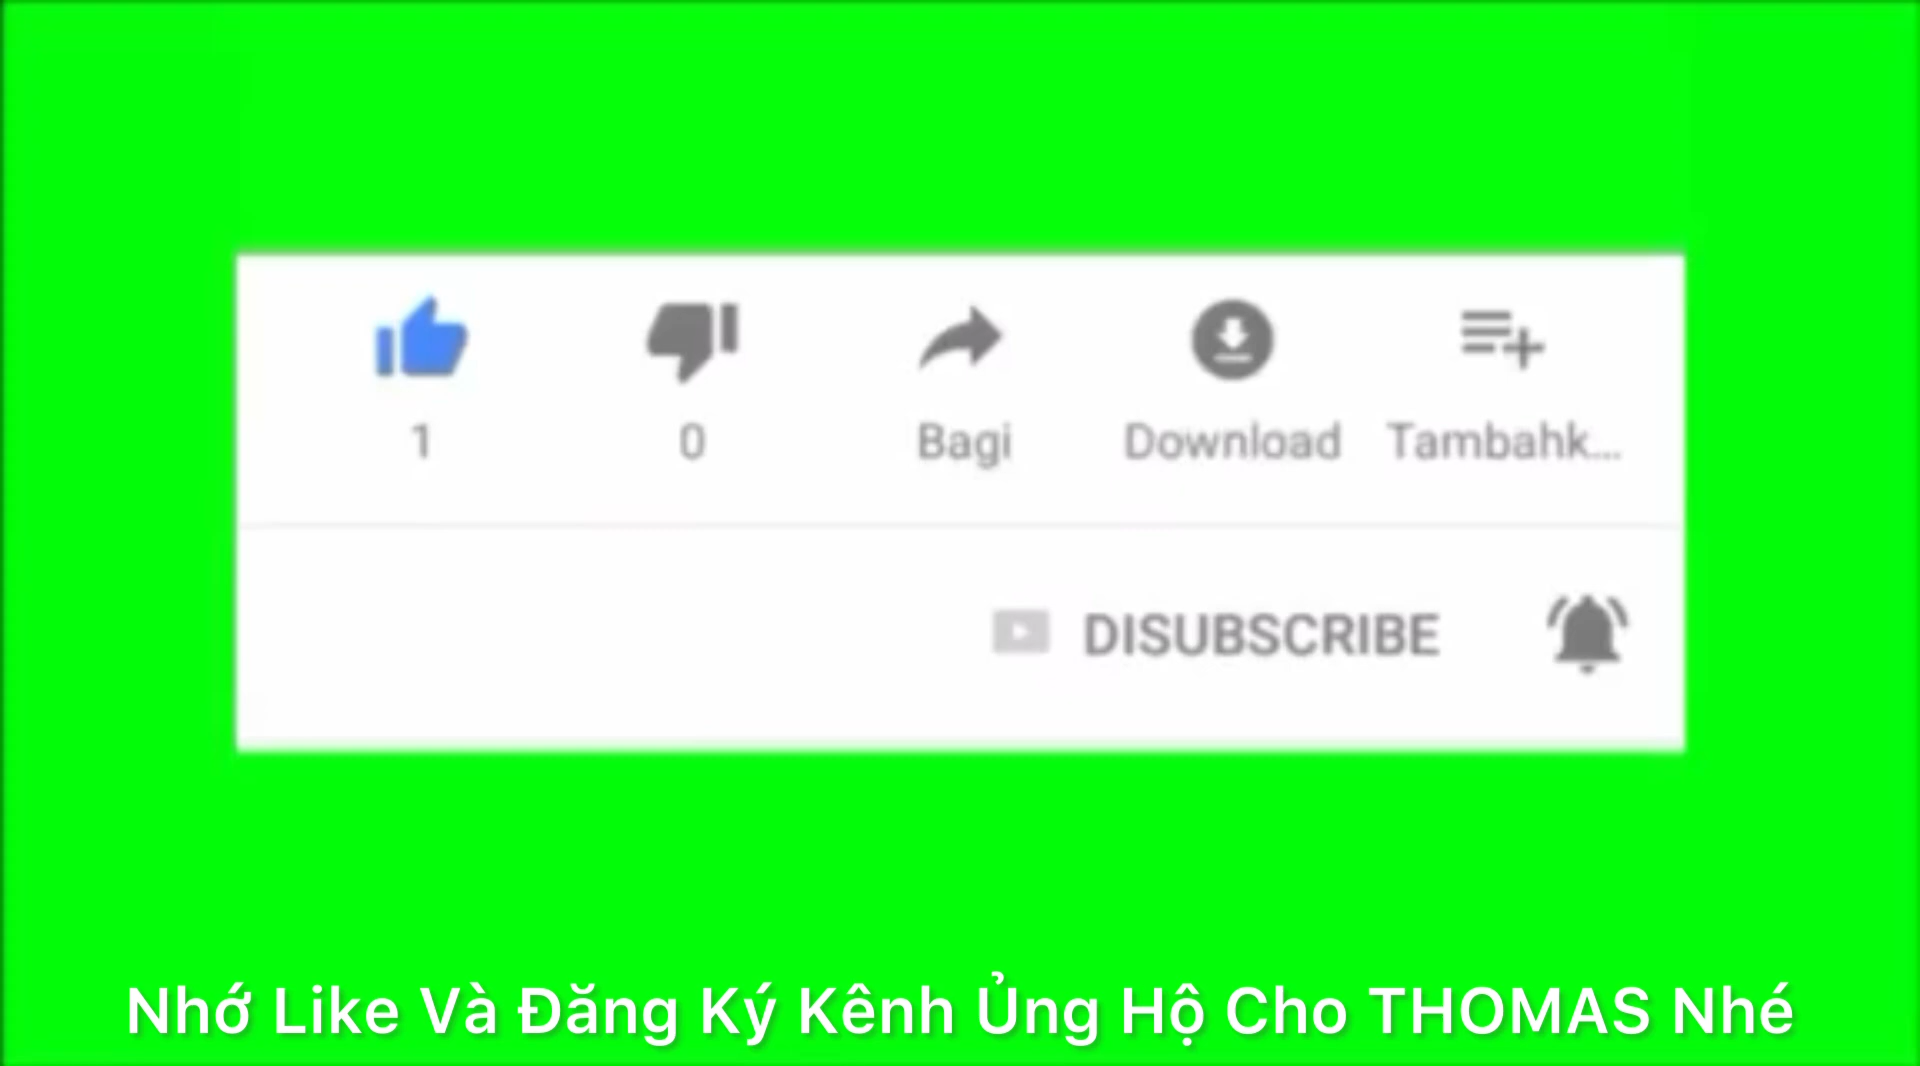 1 0 Bagi Download Tambahk...
DISUBSCRIBE
Nhớ Like Và Đăng Ký Kênh Ủng Hộ Cho THOMAS Nhé